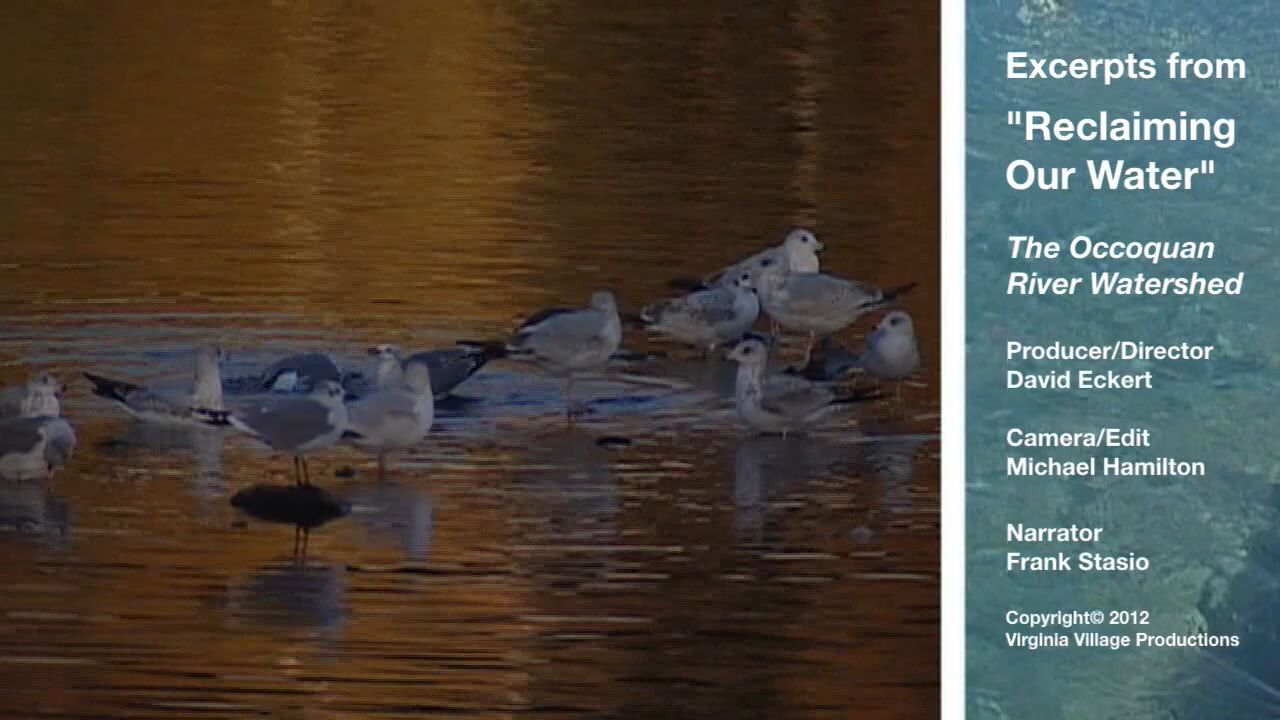 Excerpts from
"Reclaiming
Our Water"
The Occoquan
River Watershed
Producer/Director
David Eckert
Camera/Edit
Michael Hamilton
Narrator
Frank Stasio
Copyright© 2012
Virginia Village Productions